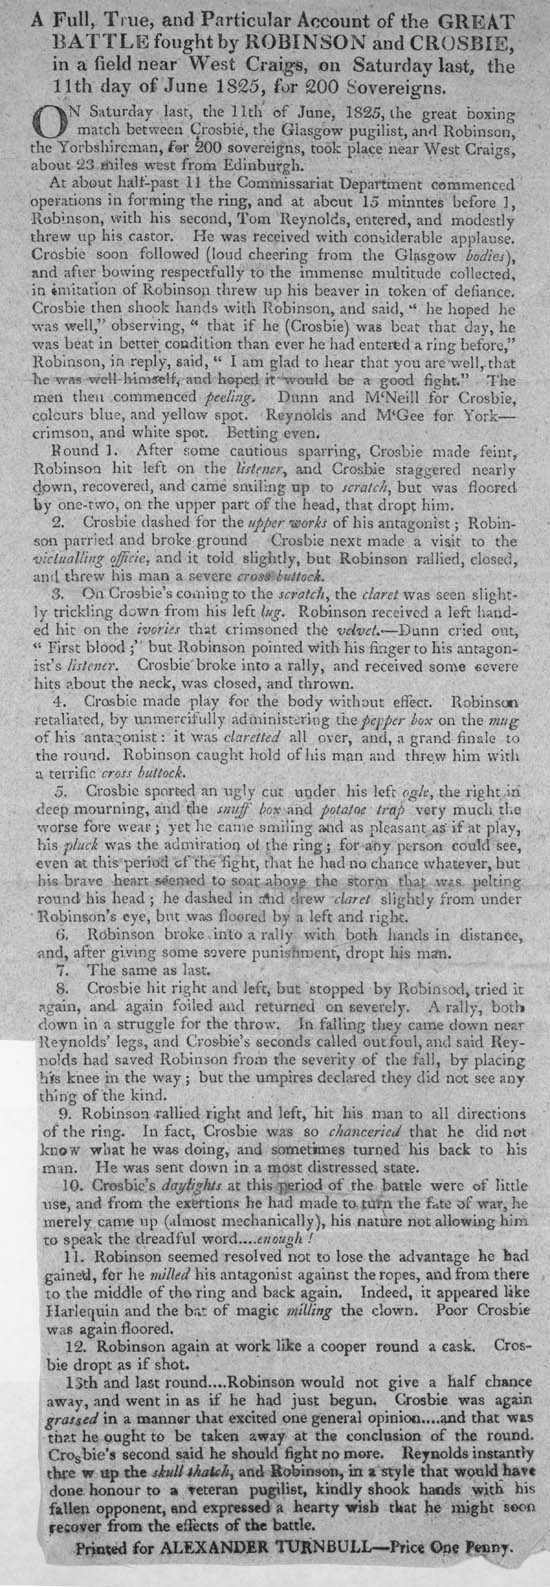 A Full, True, and Particular Account of the GREAT
BATTLE fought by ROBINSON and CROSBIE,
in a field near West Craigs, on Saturday last, the
11th day of June 1825, for 200 Sovereigns.
ON Saturday last, the 11th of June, 1825, the great boxing
match between Crosbie, the Glasgow pugilist, and Robinson,
the Yorbshireman, for 200 sovereigns, took place near West Craigs,
about 23 miles west from Edinburgh.
At about half-past 11 the Commissariat Department commenced
operations in forming the ring, and at about 15 minntes before 1,
Robinson, with his second, Tom Reynolds, entered, and modestly
threw up his castor. He was received with considerable applause.
Crosbie soon followed (loud cheering from the Glasgow bodies),
and after bowing respectfully to the immense multitude collected,
in imitation of Robinson threw up his beaver in token of defiance.
Crosbie then shook hands with Robinson, and said, " he hoped he
was well," observing, " that if he (Crosbie) was beat that day, he
was beat in better condition than ever he had entered a ring before,"
Robinson, in reply, said, " I am glad to hear that you are well, that
he was well himself, and hoped it would be a good fight." The
men then commenced peeling. Dunn and M'Neill for Crosbie,
colours blue, and yellow spot. Reynolds and M'Gee for York—
crimson, and white spot. Betting even.
Round 1. After some cautious sparring, Crosbie made feint,
Robinson hit left on the listener, and Crosbie staggered nearly
down, recovered, and came smiling up to scratch, but was floored
by one-two, on the upper part of the head, that dropt him.
2. Crosbie dashed for the upper works of his antagonist; Robin-
son parried and broke ground Crosbie next made a visit to the
victualling officie, and it told slightly, but Robinson rallied, closed,
and threw his man a severe cross buttock.
3. On Crosbie's coming to the scratch, the claret was seen slight-
ly trickling down from his left lug. Robinson received a left hand-
ed hit on the ivories that crimsoned the velvet.—Dunn cried out,
" First blood ;" but Robinson pointed with his finger to his antagon-
ist's listener. Crosbie broke into a rally, and received some severe
hits about the neck, was closed, and thrown.
4. Crosbie made play for the body without effect. Robinson
retaliated, by unmercifully administering the pepper box on the mug
of his antagonist: it was claretted all over, and, a grand finale to
the round. Robinson caught hold of his man and threw him with
a terrific cross buttock.
5. Crosbie sported an ugly cut under his left ogle, the right in
deep mourning, and the snuff box and potatoe trap very much the
worse fore wear ; yet he came smiling and as pleasant as if at play,
his pluck was the admiration of the ring ; for any person could see,
even at this period of the fight, that he had no chance whatever, but
his brave heart seemed to soar above the storm that was pelting
round his head ; he dashed in and drew claret slightly from under
Robinson's eye, but was floored by a left and right.
6. Robinson broke into a rally with both hands in distance,
and, after giving some severe punishment, dropt his man.
7. The same as last.
8. Crosbie hit right and left, but stopped by Robinsod, tried it
again, and again foiled and returned on severely. A rally, both
down in a struggle for the throw. In falling they came down near
Reynolds' legs, and Crosbie's seconds called out foul, and said Rey-
nolds had saved Robinson from the severity of the fall, by placing
his knee in the way ; but the umpires declared they did not see any
thing of the kind.
9. Robinson rallied right and left, hit his man to all directions
of the ring. In fact, Crosbie was so chanceried that he did not
know what he was doing, and sometimes turned his back to his
man. He was sent down in a most distressed state.
10. Crosbie's daylights at this period of the battle were of little
use, and from the exertions he had made to turn the fate of war, he
merely came up (almost mechanically), his nature not allowing him
to speak the dreadful word....enough !
11. Robinson seemed resolved not to lose the advantage he had
gained, for he milled his antagonist against the ropes, and from there
to the middle of the ring and back again. Indeed, it appeared like
Harlequin and the bat of magic milling the clown. Poor Crosbie
was again floored.
12. Robinson again at work like a cooper round a cask. Cros-
bie dropt as if shot.
13th and last round....Robinson would not give a half chance
away, and went in as if he had just begun. Crosbie was again
grassed in a manner that excited one general opinion....and that was
that he ought to be taken away at the conclusion of the round.
Crosbie's second said he should fight no more. Reynolds instantly
thre w up the skull thatch, and Robinson, in a style that would have
done honour to a veteran pugilist, kindly shook hands with his
fallen opponent, and expressed a hearty wish that he might soon
recover from the effects of the battle.
Printed for ALEXANDER TURNBULL—Price One Penny.